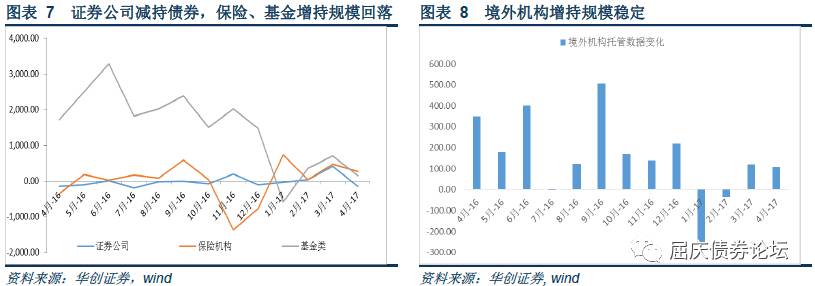 图表 7 证券公司减持债券，保险、基金增持规模回落
4,000.00
3,000.00
2,000.00
1,000.00
0.00
-1,000.00
-2,000.00
4月-16
5月-16
6月-16
7月-16
8月-16
9月-16
10月-16
11月-16
12月-16
1月-17
2月-17
3月-17
4月-17
证券公司 保险机构 基金类
资料来源：华创证券，wind
图表 8 境外机构增持规模稳定
境外机构托管数据变化
600.00
500.00
400.00
300.00
200.00
100.00
0.00
-100.00
-200.00
-300.00
4月-16
5月-16
6月-16
7月-16
8月-16
9月-16
10月-16
11月-16
12月-16
1月-17
2月-17
3月-17
4月-17
屈庆债券论坛
资料来源：华创证券, wind